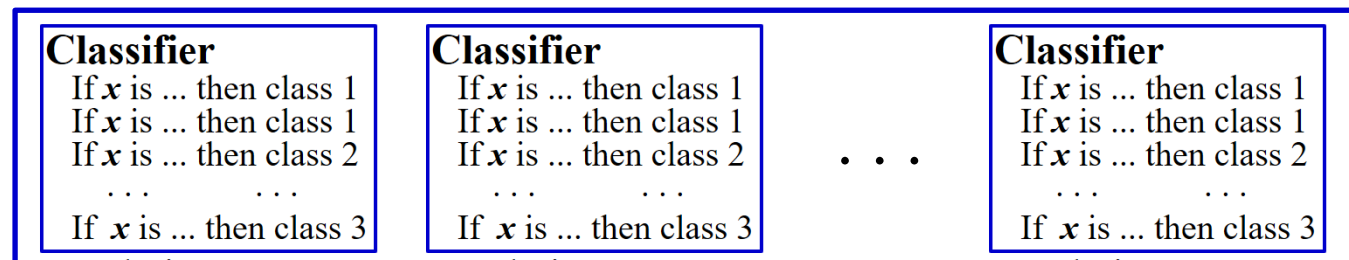 Classifier
If x is ... then class 1
If x is ... then class 1
If x is ... then class 2
. . . . . .
If x is ... then class 3
Classifier
If x is ... then class 1
If x is ... then class 1
If x is ... then class 2
. . . . . .
If x is ... then class 3
. . .
Classifier
If x is ... then class 1
If x is ... then class 1
If x is ... then class 2
. . . . . .
If x is ... then class 3